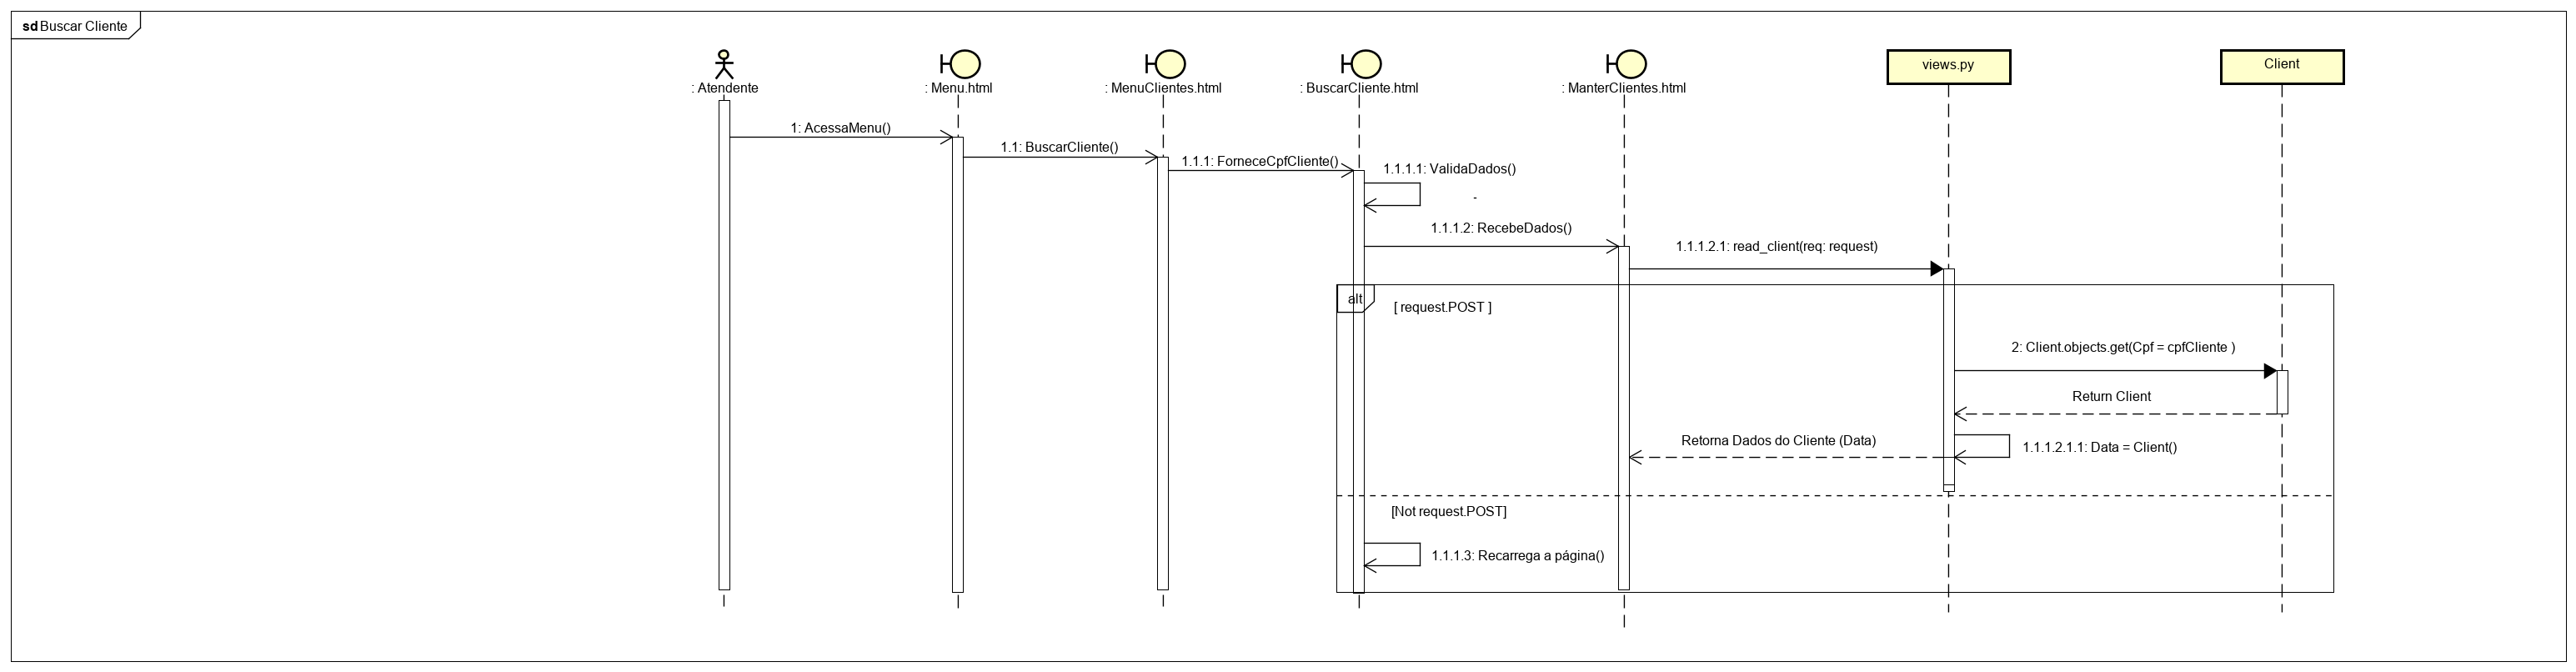 sd Buscar Cliente
: Atendente
: Menu.html
: MenuClientes.html
: BuscarCliente.html
: ManterClientes.html
views.py
Client
1: AcessaMenu()
1.1: BuscarCliente()
1.1.1: ForneceCpfCliente()
1.1.1.1: ValidaDados()
-
1.1.1.2: RecebeDados()
1.1.1.2.1: read_client(req: request)
alt
[ request.POST ]
2: Client.objects.get(Cpf = cpfCliente )
Return Client
Retorna Dados do Cliente (Data)
1.1.1.2.1.1: Data = Client()
[Not request.POST]
1.1.1.3: Recarrega a página()